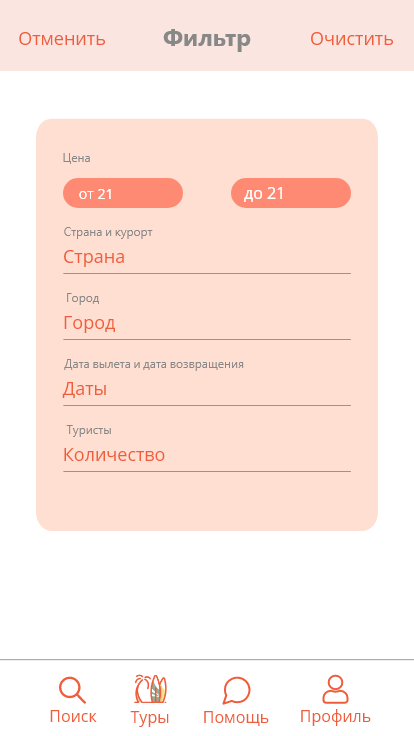 Отменить Фильтр Очистить
Цена
от 21 до 21
Страна и курорт
Страна
Город
Город
Дата вылета и дата возвращения
Даты
Туристы
Количество
Поиск Туры Помощь Профиль